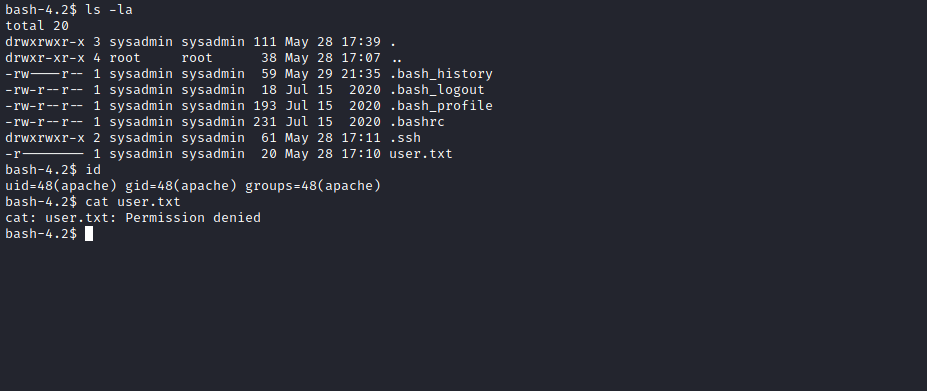 bash-4.2$ ls -la
total 20
drwxrwxr-x 3 sysadmin sysadmin 111 May 28 17:39 .
drwxr-xr-x 4 root     root      38 May 28 17:07 ..
-rw----r-- 1 sysadmin sysadmin  59 May 29 21:35 .bash_history
-rw-r--r-- 1 sysadmin sysadmin  18 Jul 15  2020 .bash_logout
-rw-r--r-- 1 sysadmin sysadmin 193 Jul 15  2020 .bash_profile
-rw-r--r-- 1 sysadmin sysadmin 231 Jul 15  2020 .bashrc
drwxrwxr-x 2 sysadmin sysadmin  61 May 28 17:11 .ssh
-r-------- 1 sysadmin sysadmin  20 May 28 17:10 user.txt
bash-4.2$ id
uid=48(apache) gid=48(apache) groups=48(apache)
bash-4.2$ cat user.txt
cat: user.txt: Permission denied
bash-4.2$